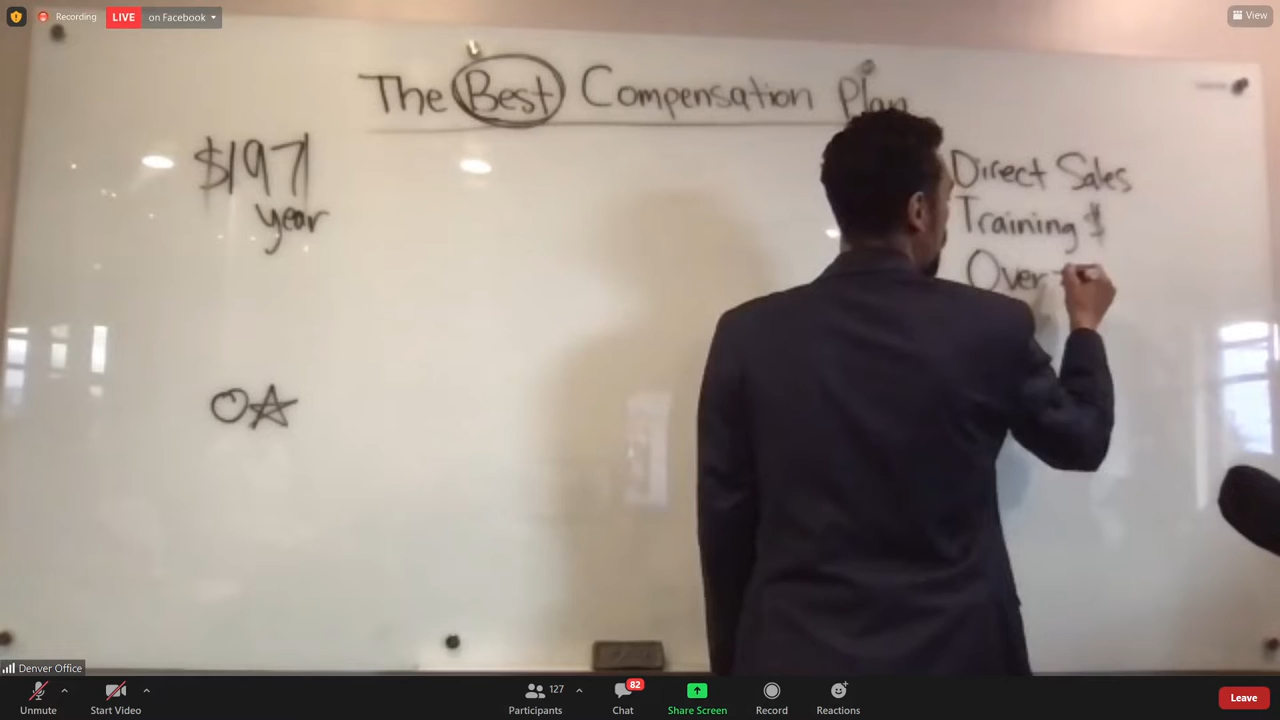 Recording LIVE on Facebook
View
The Best Compensation Plan
$197/
year
Direct Sales
Training $
Over
Denver Office
Unmute
Start Video
127
Participants
82
Chat
Share Screen
Record
Reactions
Leave